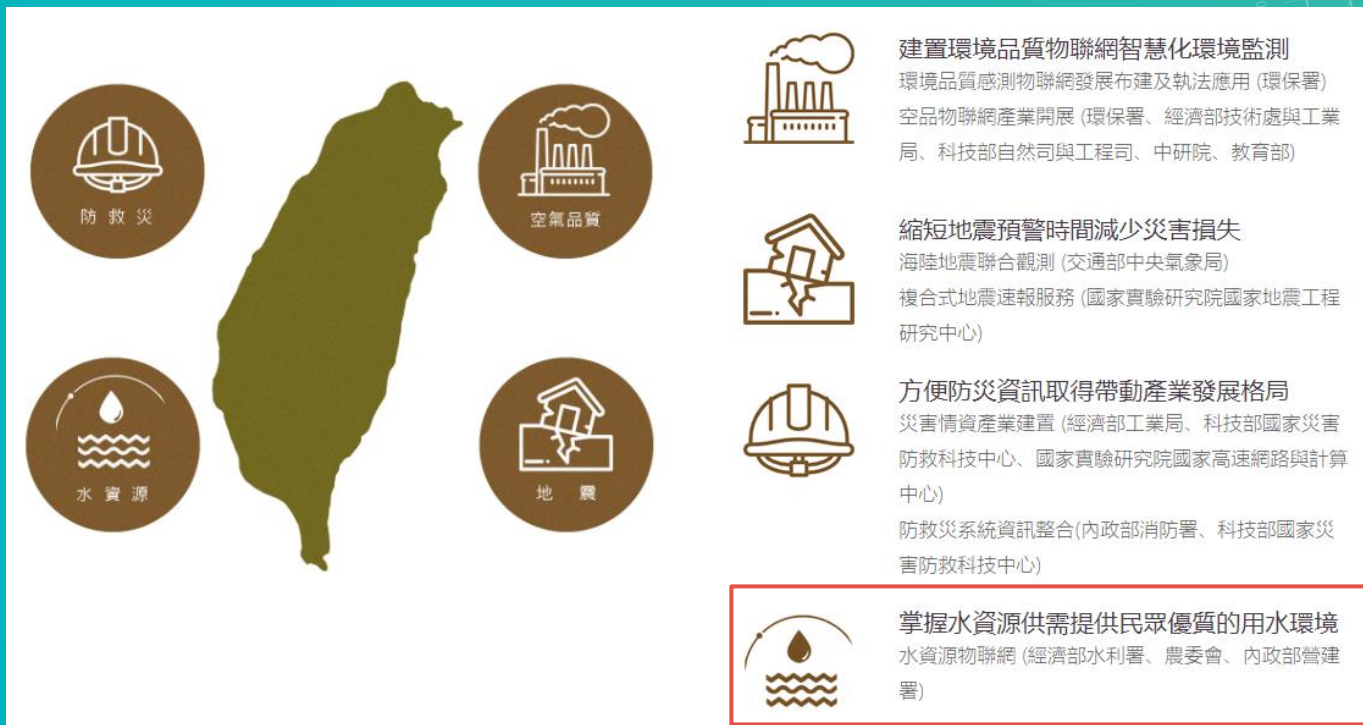 防救災
空氣品質
水資源
地震
建置環境品質物聯網智慧化環境監測
環境品質感測物聯網發展布建及執法應用 (環保署)
空品物聯網產業開展 (環保署、經濟部技術處與工業
局、科技部自然司與工程司、中研院、教育部)
縮短地震預警時間減少災害損失
海陸地震聯合觀測 (交通部中央氣象局)
複合式地震速報服務 (國家實驗研究院國家地震工程
研究中心)
方便防災資訊取得帶動產業發展格局
災害情資產業建置 (經濟部工業局、科技部國家災害
防救科技中心、國家實驗研究院國家高速網路與計算
中心)
防救災系統資訊整合(內政部消防署、科技部國家災
害防救科技中心)
掌握水資源供需提供民眾優質的用水環境
水資源物聯網 (經濟部水利署、農委會、內政部營建
署)